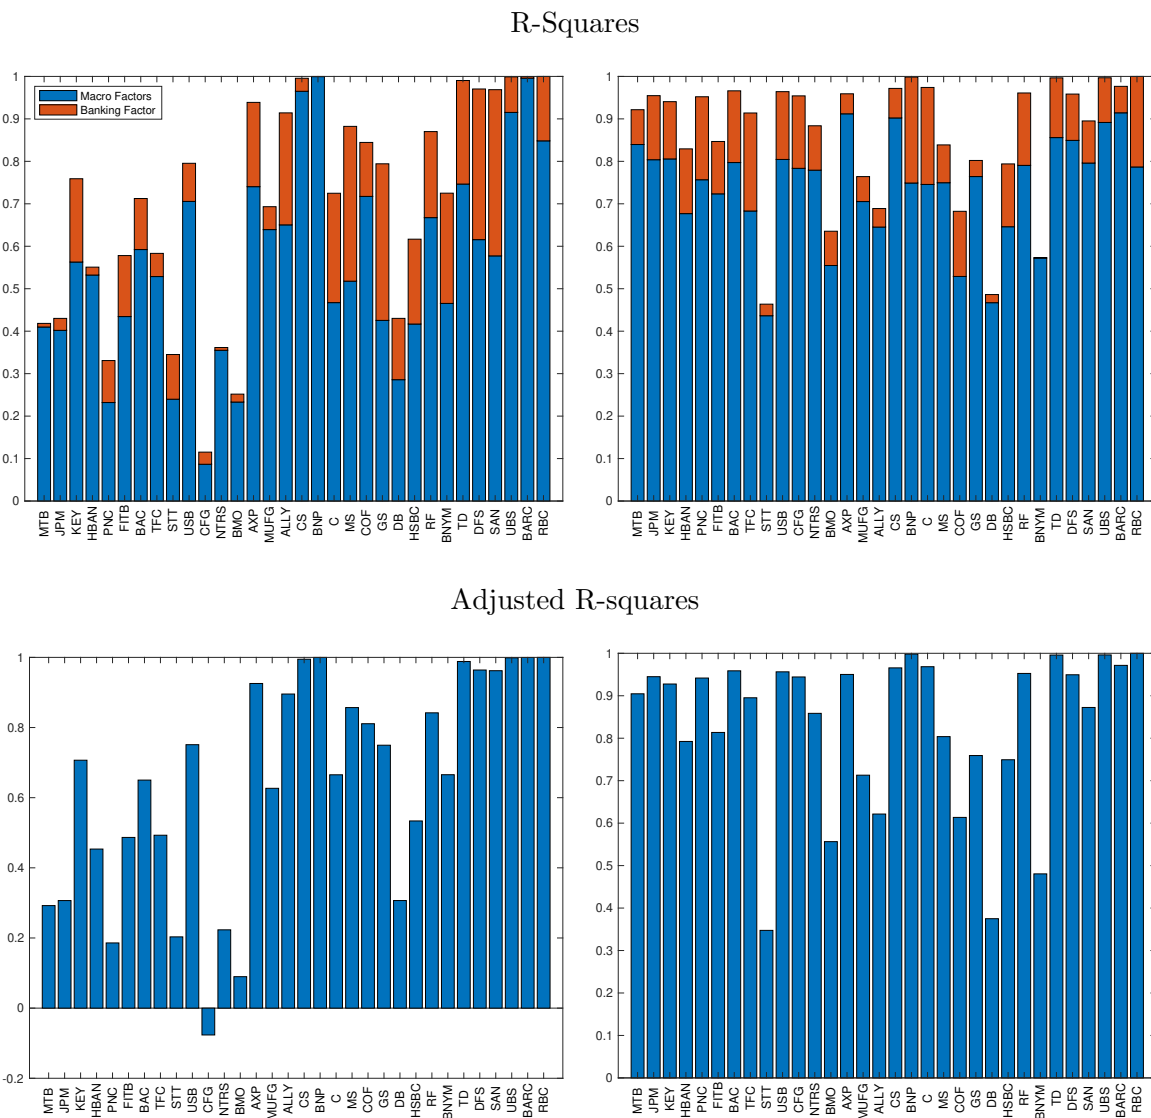 R-Squares
1
0.9
0.8
0.7
0.6
0.5
0.4
0.3
0.2
0.1
0
Macro Factors
Banking Factor
MTB
JPM
KEY
HBAN
PNC
FITB
BAC
TFC
STT
USB
CFG
NTRS
BMO
AXP
MUFG
ALLY
CS
BNP
C
MS
COF
GS
DB
HSBC
RF
BNYM
TD
DFS
SAN
UBS
BARC
RBC
1
0.9
0.8
0.7
0.6
0.5
0.4
0.3
0.2
0.1
0
MTB
JPM
KEY
HBAN
PNC
FITB
BAC
TFC
STT
USB
CFG
NTRS
BMO
AXP
MUFG
ALLY
CS
BNP
C
MS
COF
GS
DB
HSBC
RF
BNYM
TD
DFS
SAN
UBS
BARC
RBC
Adjusted R-squares
1
0.8
0.6
0.4
0.2
0
-0.2
MTB
JPM
KEY
HBAN
PNC
FITB
BAC
TFC
STT
USB
CFG
NTRS
BMO
AXP
MUFG
ALLY
CS
BNP
C
MS
COF
GS
DB
HSBC
RF
BNYM
TD
DFS
SAN
UBS
BARC
RBC
1
0.9
0.8
0.7
0.6
0.5
0.4
0.3
0.2
0.1
0
MTB
JPM
KEY
HBAN
PNC
FITB
BAC
TFC
STT
USB
CFG
NTRS
BMO
AXP
MUFG
ALLY
CS
BNP
C
MS
COF
GS
DB
HSBC
RF
BNYM
TD
DFS
SAN
UBS
BARC
RBC